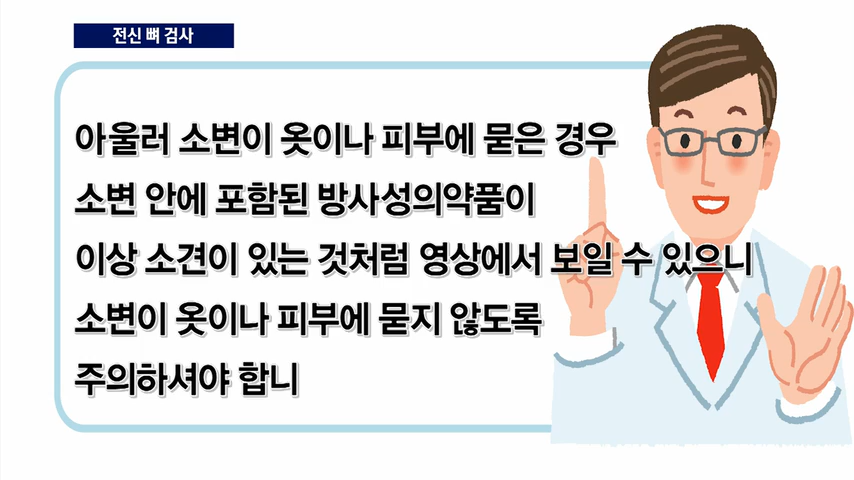 전신 뼈 검사
아울러 소변이 옷이나 피부에 묻은 경우
소변 안에 포함된 방사성의약품이
이상 소견이 있는 것처럼 영상에서 보일 수 있으니
소변이 옷이나 피부에 묻지 않도록
주의하셔야 합니